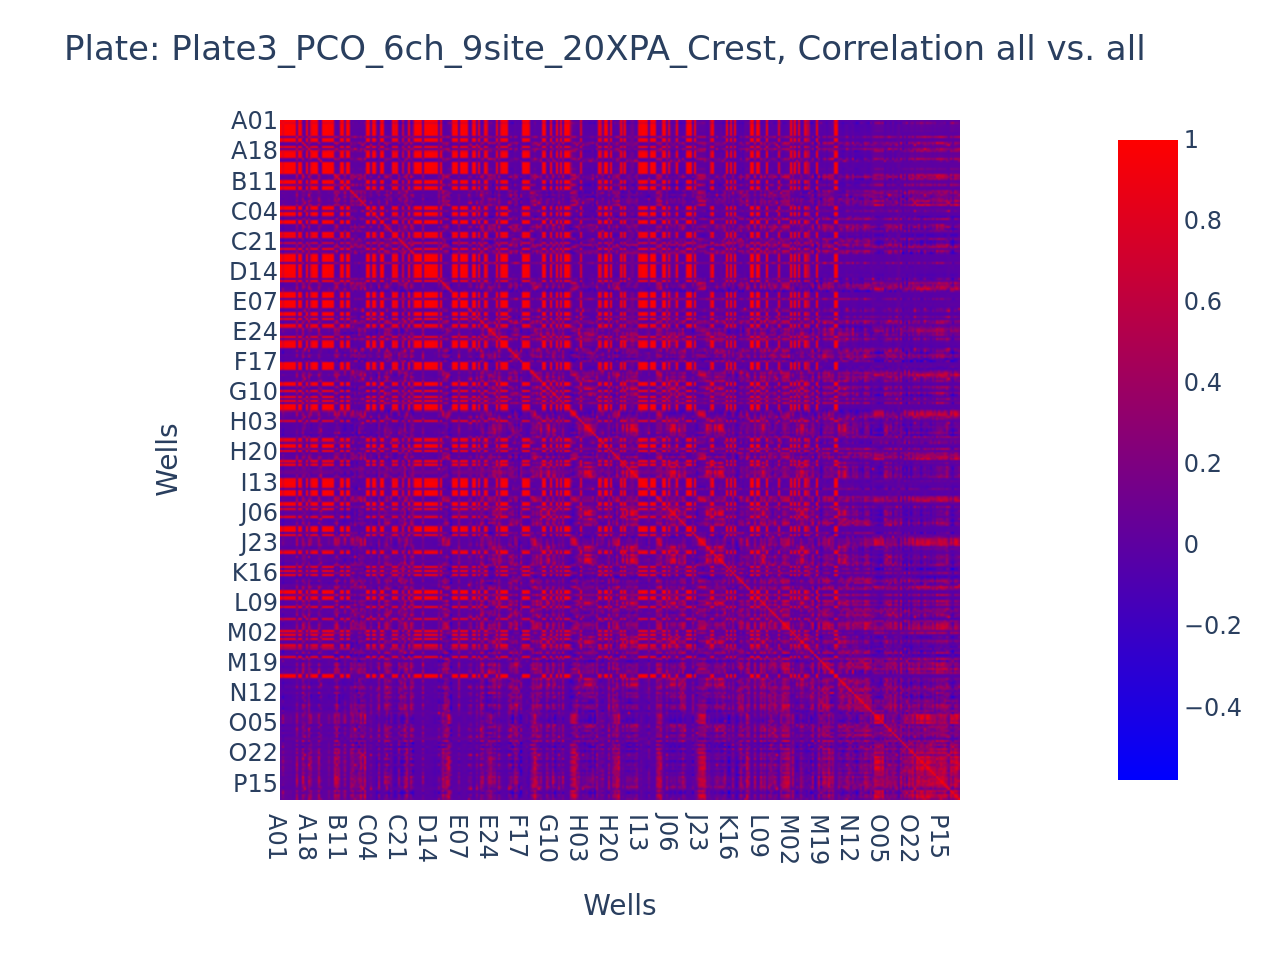 Plate: Plate3_PCO_6ch_9site_20XPA_Crest, Correlation all vs. all
A01
A18
B11
C04
C21
D14
E07
E24
F17
G10
H03
H20
I13
J06
J23
K16
L09
M02
M19
N12
O05
O22
P15
Wells
A01
A18
B11
C04
C21
D14
E07
E24
F17
G10
H03
H20
I13
J06
J23
K16
L09
M02
M19
N12
O05
O22
P15
Wells
1
0.8
0.6
0.4
0.2
0
−0.2
−0.4